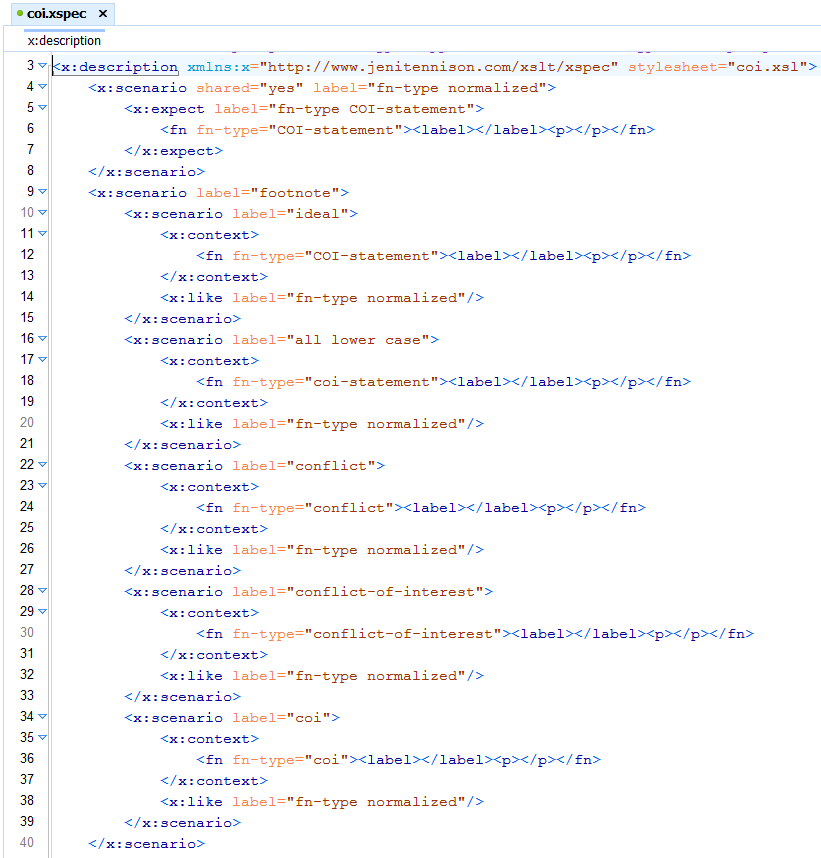 coi.xspec ×
x:description
3 <x:description xmlns:x="http://www.jenitennison.com/xslt/xspec" stylesheet="coi.xsl">
4 <x:scenario shared="yes" label="fn-type normalized">
5 <x:expect label="fn-type COI-statement">
6 <fn fn-type="COI-statement"><label></label><p></p></fn>
7 </x:expect>
8 </x:scenario>
9 <x:scenario label="footnote">
10 <x:scenario label="ideal">
11 <x:context>
12 <fn fn-type="COI-statement"><label></label><p></p></fn>
13 </x:context>
14 <x:like label="fn-type normalized"/>
15 </x:scenario>
16 <x:scenario label="all lower case">
17 <x:context>
18 <fn fn-type="coi-statement"><label></label><p></p></fn>
19 </x:context>
20 <x:like label="fn-type normalized"/>
21 </x:scenario>
22 <x:scenario label="conflict">
23 <x:context>
24 <fn fn-type="conflict"><label></label><p></p></fn>
25 </x:context>
26 <x:like label="fn-type normalized"/>
27 </x:scenario>
28 <x:scenario label="conflict-of-interest">
29 <x:context>
30 <fn fn-type="conflict-of-interest"><label></label><p></p></fn>
31 </x:context>
32 <x:like label="fn-type normalized"/>
33 </x:scenario>
34 <x:scenario label="coi">
35 <x:context>
36 <fn fn-type="coi"><label></label><p></p></fn>
37 </x:context>
38 <x:like label="fn-type normalized"/>
39 </x:scenario>
40 </x:scenario>